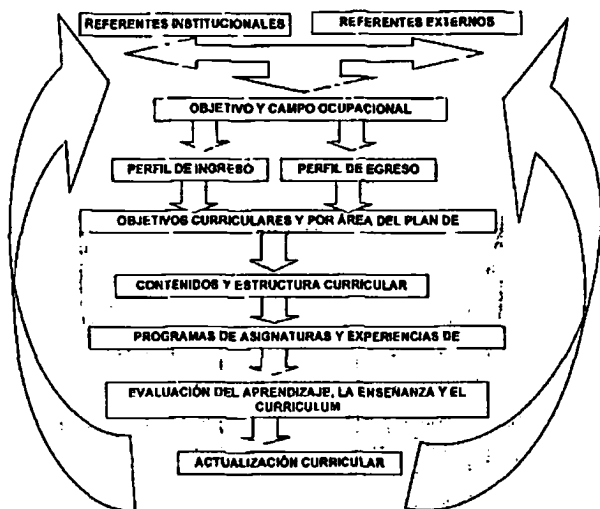 REFERENTES INSTITUCIONALES
REFERENTES EXTERNOS
OBJETIVO Y CAMPO OCUPACIONAL
PERFIL DE INGRESO
PERFIL DE EGRESO
OBJETIVOS CURRICULARES Y POR ÁREA DEL PLAN DE
CONTENIDOS Y ESTRUCTURA CURRICULAR
PROGRAMAS DE ASIGNATURAS Y EXPERIENCIAS DE
EVALUACIÓN DEL APRENDIZAJE, LA ENSEÑANZA Y EL
CURRICULUM
ACTUALIZACIÓN CURRICULAR